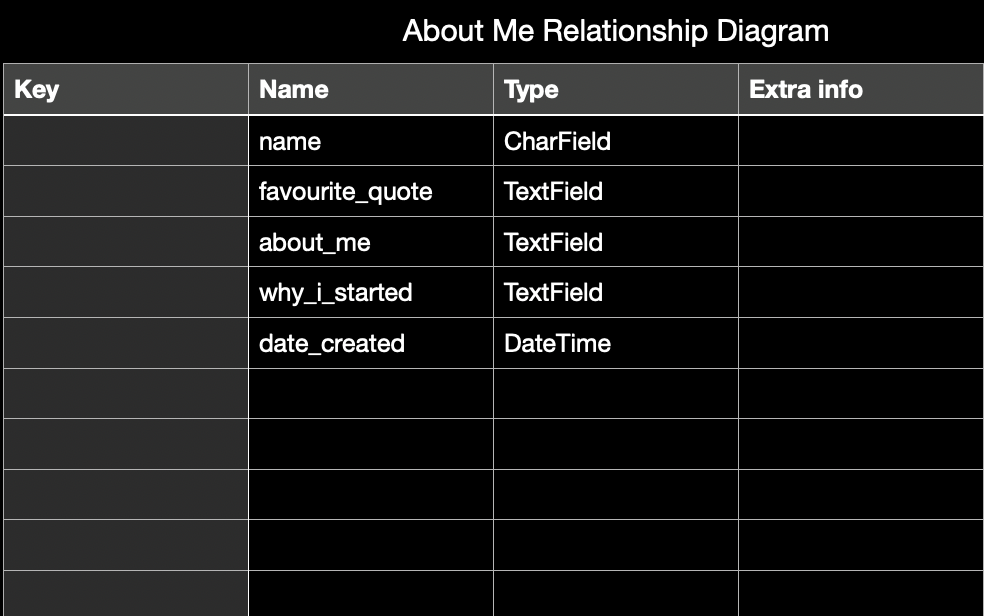 About Me Relationship Diagram
Key Name Type Extra info
name CharField
favourite_quote TextField
about_me TextField
why_i_started TextField
date_created DateTime